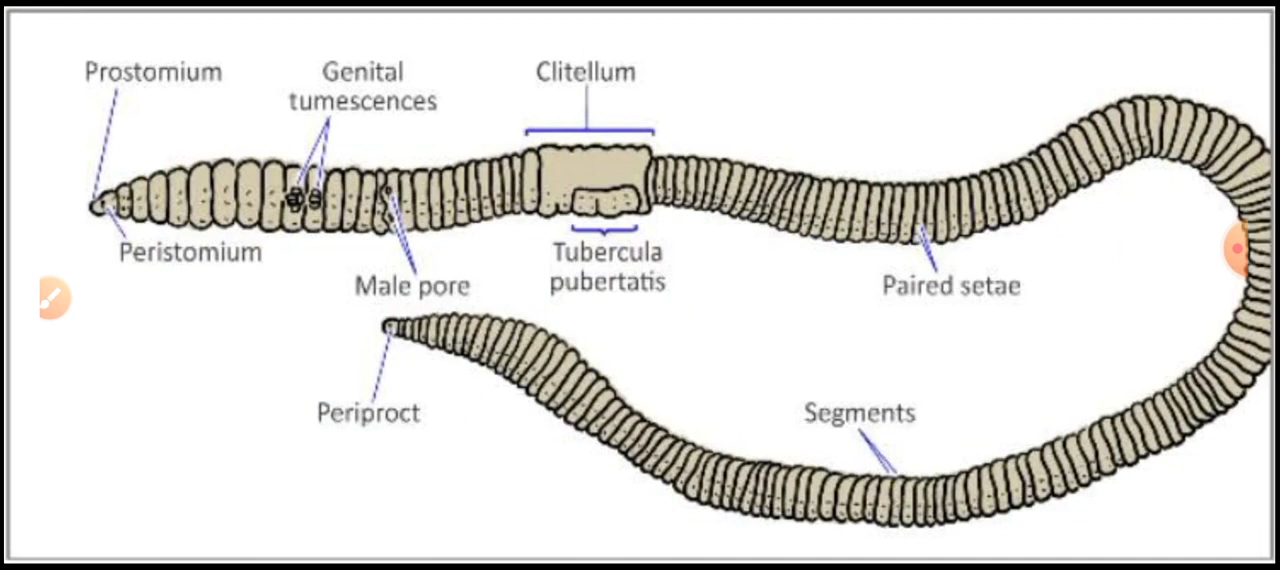 Prostomium
Genital
tumescences
Clitellum
Peristomium
Male pore
Tubercula
pubertatis
Paired setae
Periproct
Segments